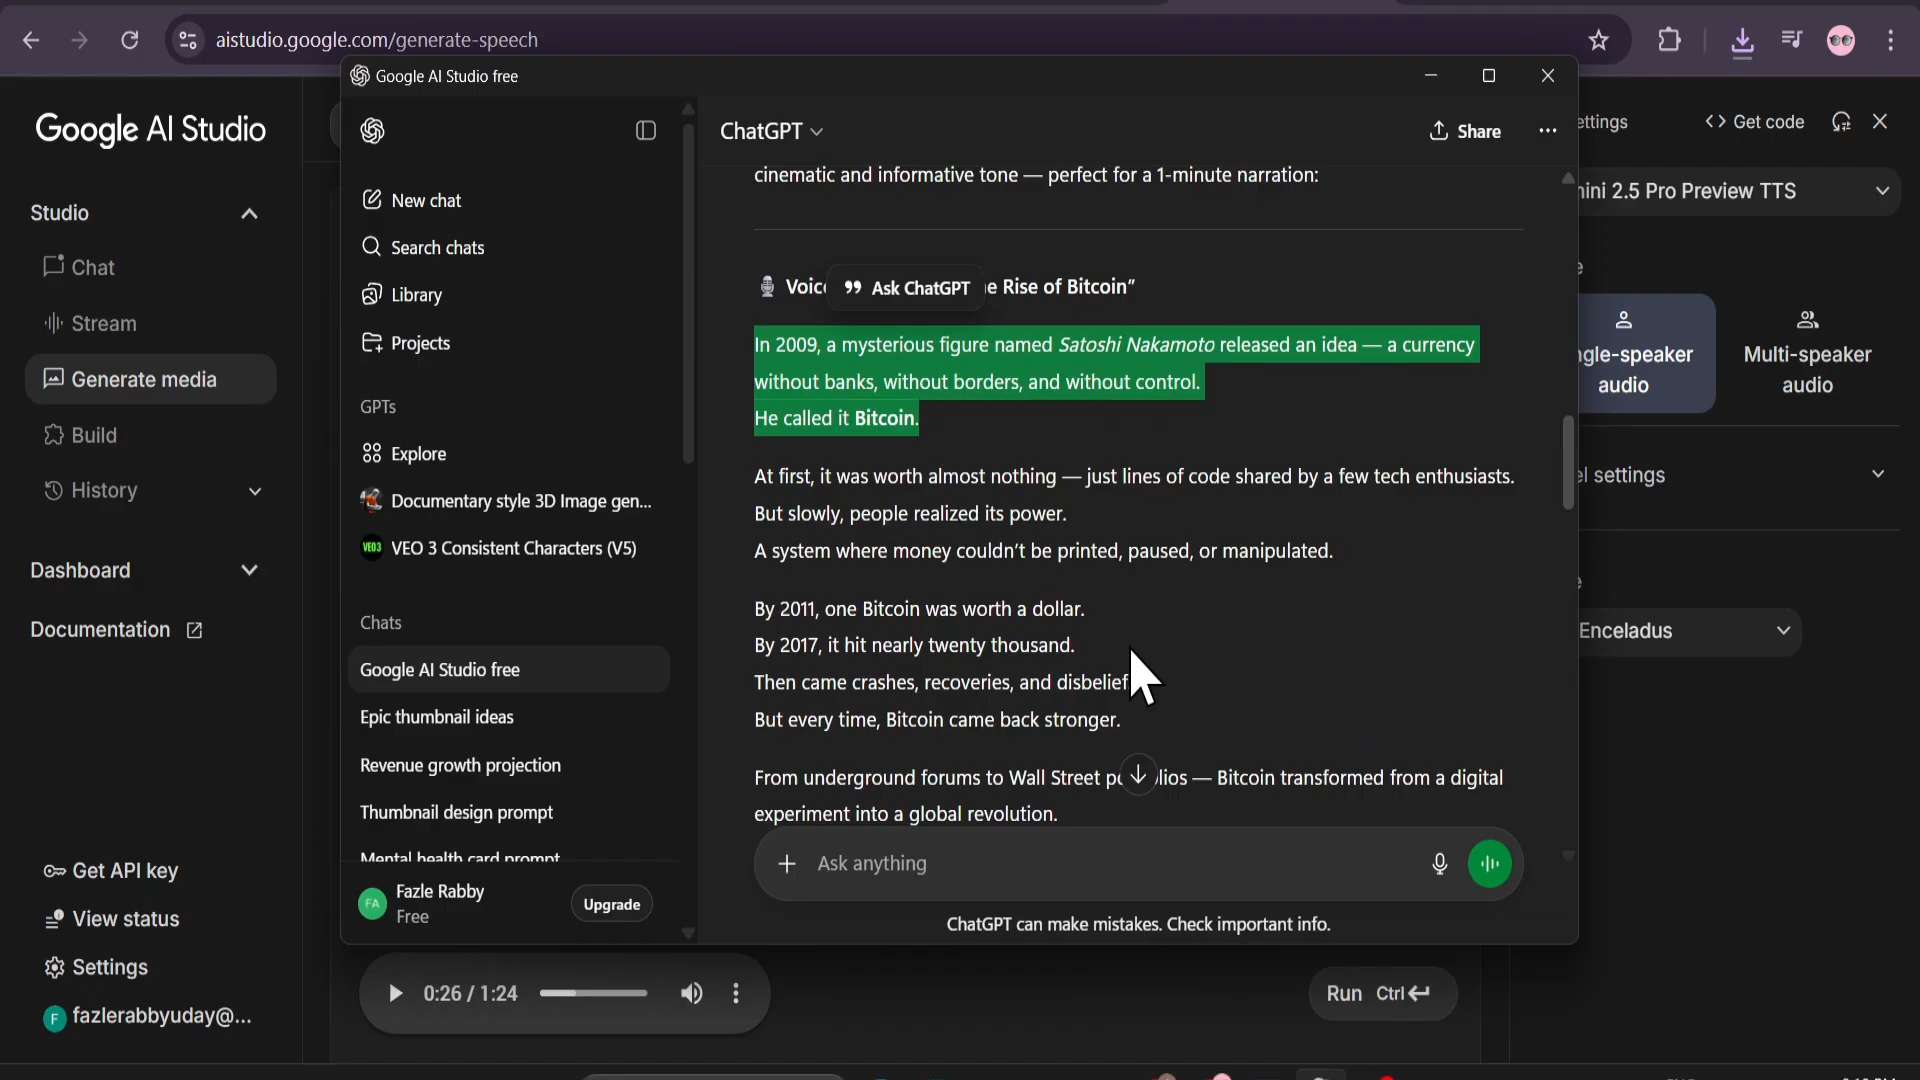 aistudio.google.com/generate-speech
Google AI Studio free
Google AI Studio
Studio
Chat
Stream
Generate media
Build
History
Dashboard
Documentation
Get API key
View status
Settings
fazlerabbyuday@...
New chat
Search chats
Library
Projects
GPTs
Explore
Documentary style 3D Image gen...
VEO3 VEO 3 Consistent Characters (V5)
Chats
Google AI Studio free
Epic thumbnail ideas
Revenue growth projection
Thumbnail design prompt
Mental health card prompt
FA Fazle Rabby
Free
Upgrade
ChatGPT
Share
cinematic and informative tone — perfect for a 1-minute narration:
Ask ChatGPT
Rise of Bitcoin”
In 2009, a mysterious figure named Satoshi Nakamoto released an idea — a currency
without banks, without borders, and without control.
He called it Bitcoin.
At first, it was worth almost nothing — just lines of code shared by a few tech enthusiasts.
But slowly, people realized its power.
A system where money couldn’t be printed, paused, or manipulated.
By 2011, one Bitcoin was worth a dollar.
By 2017, it hit nearly twenty thousand.
Then came crashes, recoveries, and disbelief
But every time, Bitcoin came back stronger.
From underground forums to Wall Street — Bitcoin transformed from a digital
experiment into a global revolution.
Ask anything
ChatGPT can make mistakes. Check important info.
0:26 / 1:24
Run Ctrl
Get code
2.5 Pro Preview TTS
audio
Multi-speaker
audio
settings
Enceladus